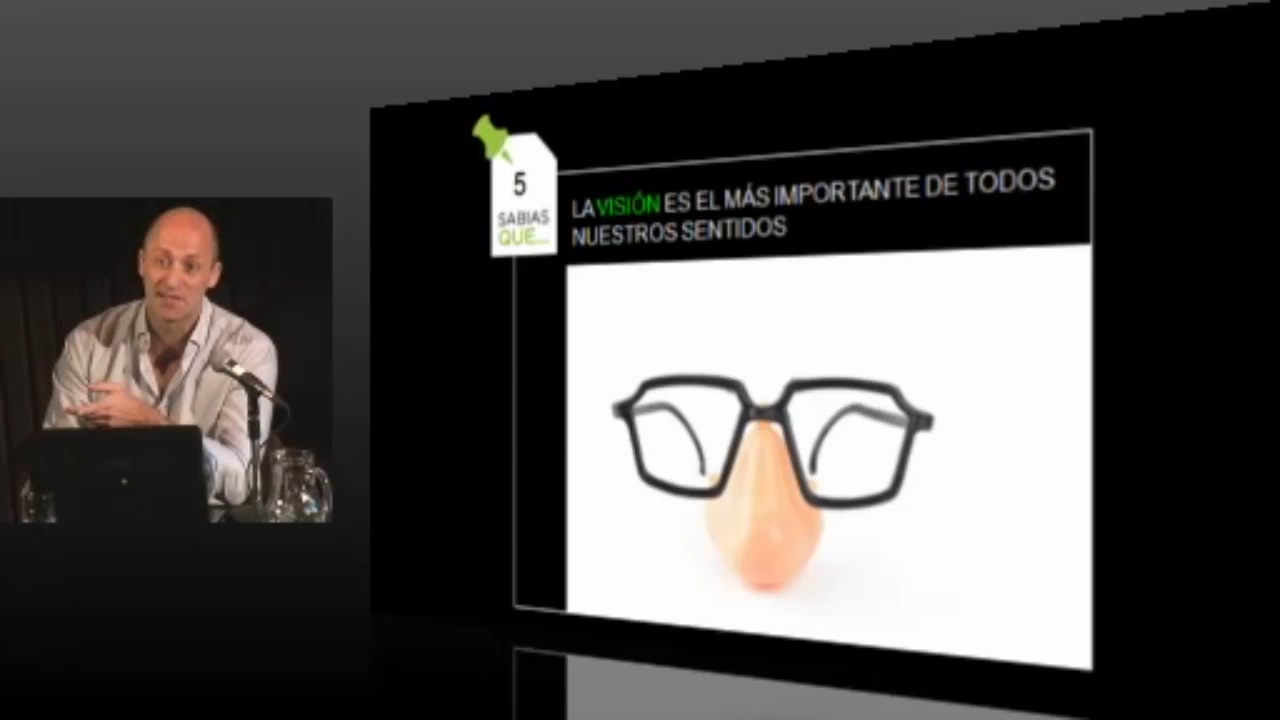 5
SABIAS
QUE...
LA VISIÓN ES EL MÁS IMPORTANTE DE TODOS
NUESTROS SENTIDOS